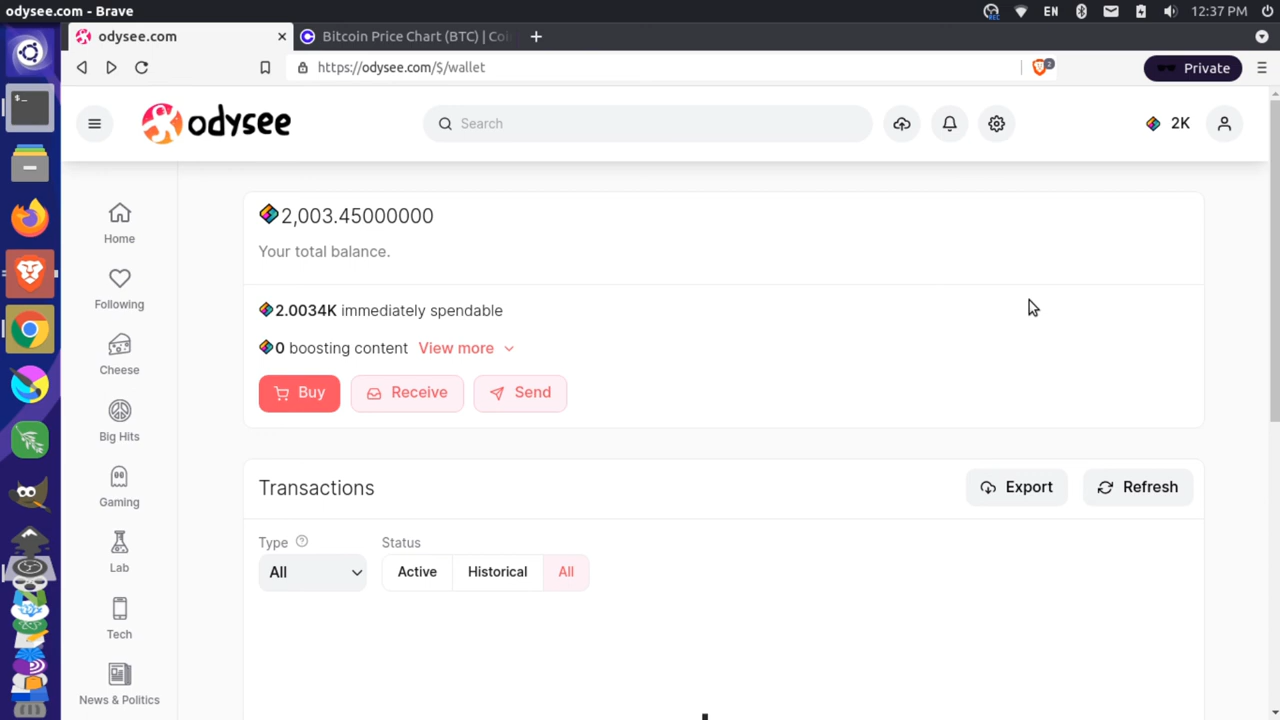 odysee.com - Brave
REC
EN
12:37 PM
odysee.com
Bitcoin Price Chart (BTC) | Coi
https://odysee.com/$/wallet
2
Private
odysee
Search
2K
2,003.45000000
Your total balance.
2.0034K immediately spendable
0 boosting content View more
Buy
Receive
Send
Transactions
Export
Refresh
Type
Status
All
Active
Historical
All
Home
Following
Cheese
Big Hits
Gaming
Lab
Tech
News & Politics